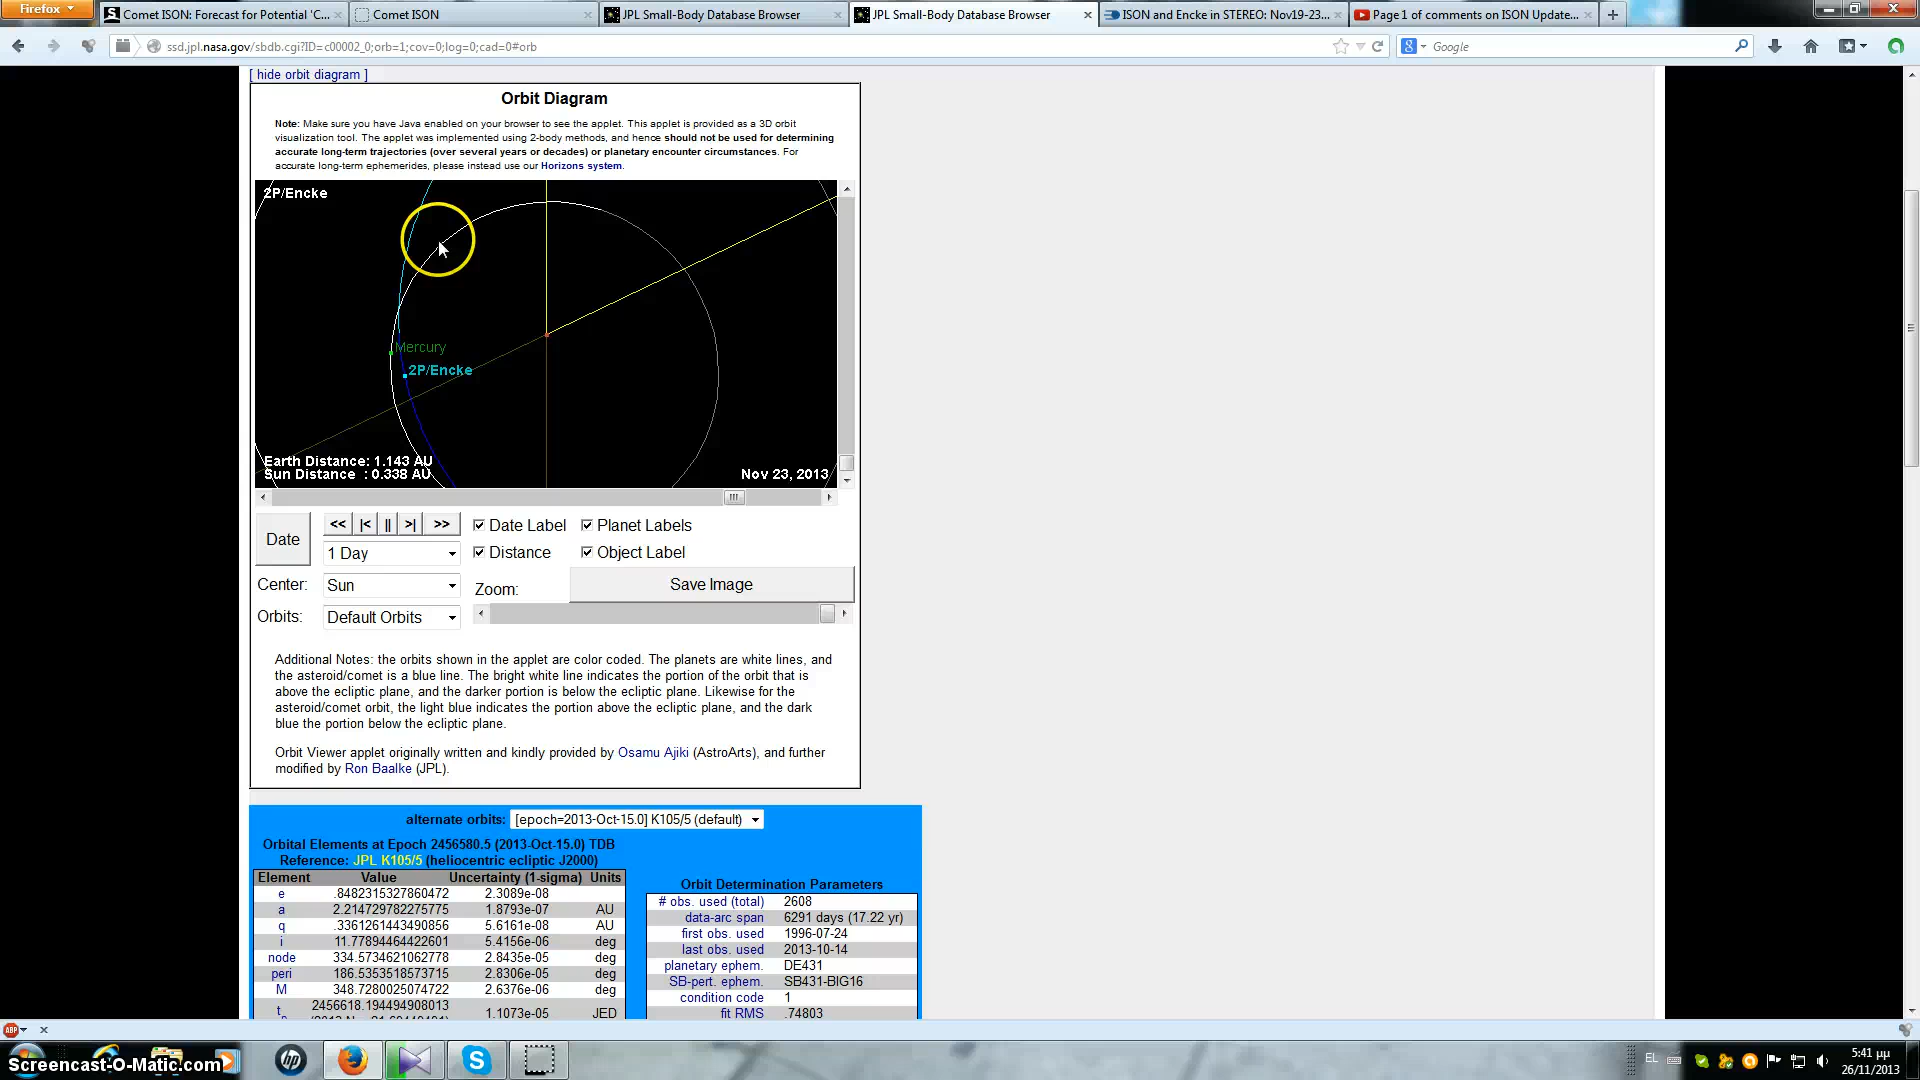 Firefox
Comet ISON: Forecast for Potential 'C...
Comet ISON
JPL Small-Body Database Browser
JPL Small-Body Database Browser
ISON and Encke in STEREO: Nov19-23...
Page 1 of comments on ISON Update...
ssd.jpl.nasa.gov/sbdb.cgi?ID=c00002_0;orb=1;cov=0;log=0;cad=0#orb
Google
[ hide orbit diagram ]
Orbit Diagram
Note: Make sure you have Java enabled on your browser to see the applet. This applet is provided as a 3D orbit
visualization tool. The applet was implemented using 2-body methods, and hence should not be used for determining
accurate long-term trajectories (over several years or decades) or planetary encounter circumstances. For
accurate long-term ephemerides, please instead use our Horizons system.
2P/Encke
Mercury
2P/Encke
Earth Distance: 1.143 AU
Sun Distance : 0.338 AU
Nov 23, 2013
Date
<< |< || >| >>
Date Label
Planet Labels
1 Day
Distance
Object Label
Center:
Sun
Zoom:
Save Image
Orbits:
Default Orbits
Additional Notes: the orbits shown in the applet are color coded. The planets are white lines, and
the asteroid/comet is a blue line. The bright white line indicates the portion of the orbit that is
above the ecliptic plane, and the darker portion is below the ecliptic plane. Likewise for the
asteroid/comet orbit, the light blue indicates the portion above the ecliptic plane, and the dark
blue the portion below the ecliptic plane.
Orbit Viewer applet originally written and kindly provided by Osamu Ajiki (AstroArts), and further
modified by Ron Baalke (JPL).
alternate orbits: [epoch=2013-Oct-15.0] K105/5 (default)
Orbital Elements at Epoch 2456580.5 (2013-Oct-15.0) TDB
Reference: JPL K105/5 (heliocentric ecliptic J2000)
Element Value Uncertainty (1-sigma) Units
e .8482315327860472 2.3089e-08
a 2.214729782275775 1.8793e-07 AU
q .3361261443490856 5.6161e-08 AU
i 11.77894464422601 5.4156e-06 deg
node 334.5734621062778 2.8435e-05 deg
peri 186.5353518573715 2.8306e-05 deg
M 348.7280025074722 2.6376e-06 deg
t 2456618.194494908013 1.1073e-05 JED
Orbit Determination Parameters
# obs. used (total) 2608
data-arc span 6291 days (17.22 yr)
first obs. used 1996-07-24
last obs. used 2013-10-14
planetary ephem. DE431
SB-pert. ephem. SB431-BIG16
condition code 1
fit RMS .74803
ABP
Screencast-O-Matic.com
hp
EL
5:41 μμ
26/11/2013